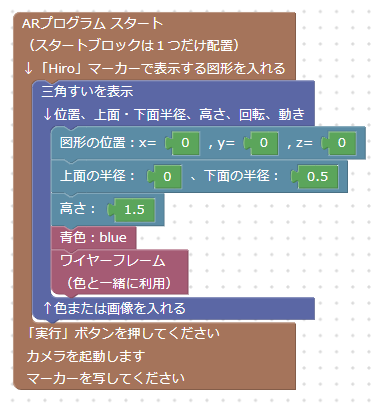 ARプログラム スタート
（スタートブロックは１つだけ配置）
↓「Hiro」マーカーで表示する図形を入れる
三角すいを表示
↓位置、上面・下面半径、高さ、回転、動き
図形の位置：x= 0 , y= 0 , z= 0
上面の半径： 0 、下面の半径： 0.5
高さ： 1.5
青色：blue
ワイヤーフレーム
（色と一緒に利用）
↑色または画像を入れる
「実行」ボタンを押してください
カメラを起動します
マーカーを写してください